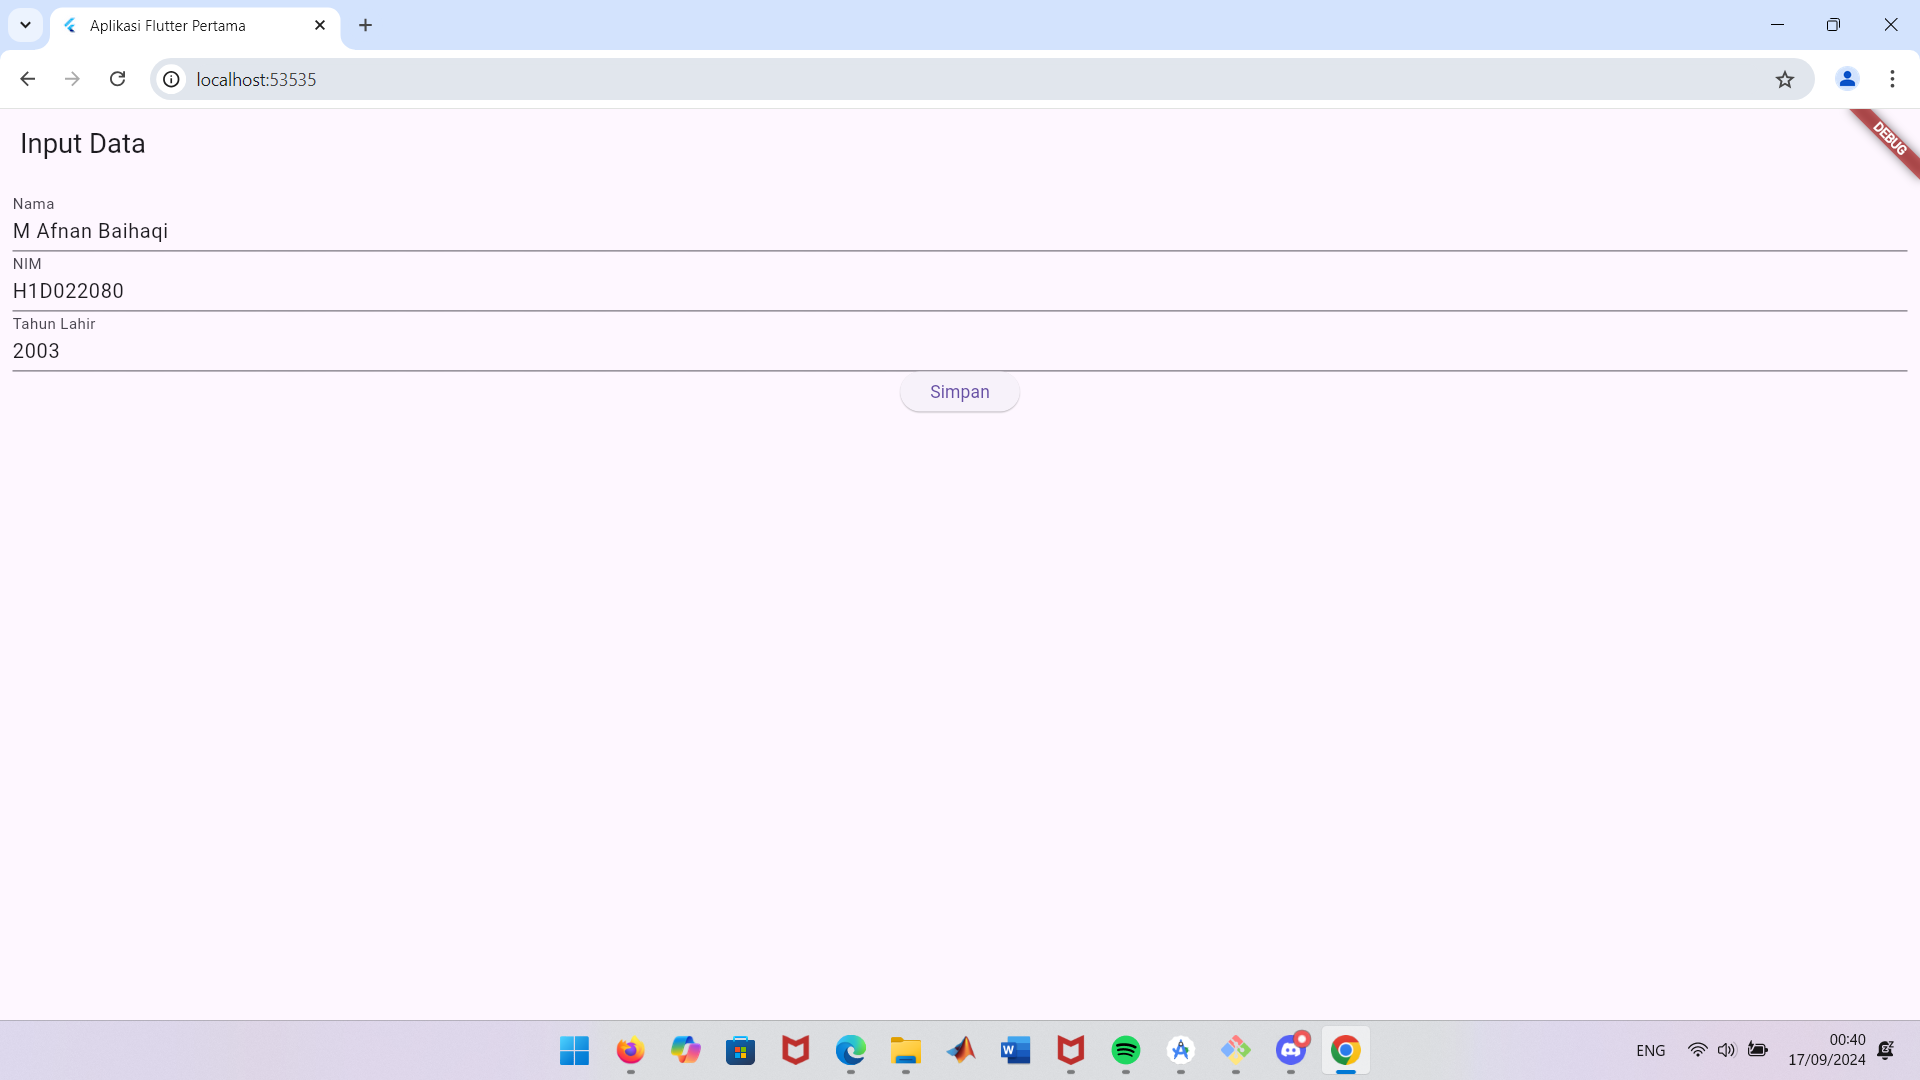 Aplikasi Flutter Pertama
localhost:53535
DEBUG
Input Data
Nama
M Afnan Baihaqi
NIM
H1D022080
Tahun Lahir
2003
Simpan
ENG
00:40
17/09/2024